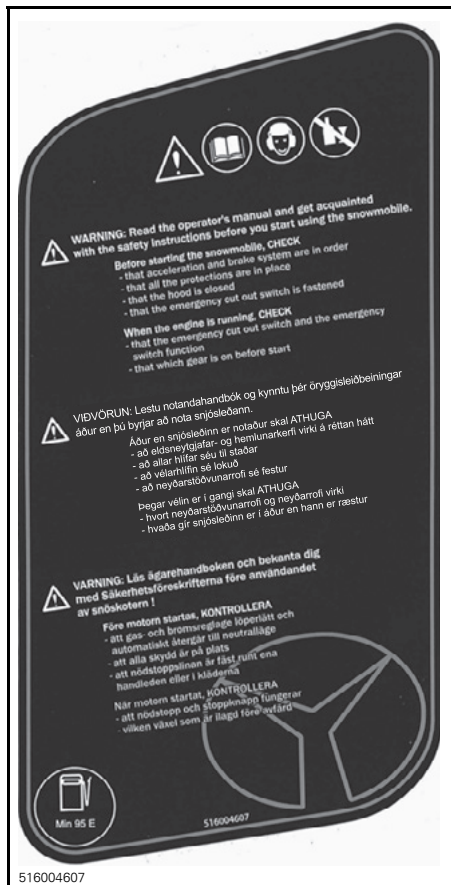 WARNING: Read the operator's manual and get acquainted
with the safety instructions before you start using the snowmobile.
Before starting the snowmobile, CHECK
- that acceleration and brake system are in order
- that all the protections are in place
- that the hood is closed
- that the emergency cut out switch is fastened
When the engine is running, CHECK
- that the emergency cut out switch and the emergency
switch function
- that which gear is on before start
VIÐVÖRUN: Lestu notandahandbók og kynntu þér öryggisleiðbeiningar
áður en þú byrjar að nota snjósleðann.
Áður en snjósleðinn er notaður skal ATHUGA
- að eldsneytgjafar- og hemlunarkerfi virki á réttan hátt
- að allar hlífar séu til staðar
- að vélarhlífin sé lokuð
- að neyðarstöðvunarrofi sé festur
Þegar vélin er í gangi skal ATHUGA
- hvort neyðarstöðvunarrofi og neyðarrofi virki
- hvaða gír snjósleðinn er í áður en hann er ræstur
VARNING: Läs ägarehandboken och bekanta dig
med Säkerhetsföreskrifterna före användandet
av snöskotern !
Före motorn startas, KONTROLLERA
- att gas- och bromsreglage löperlätt och
automatiskt återgår till neutralläge
- att alla skydd är på plats
- att nödstoppslinan är fäst runt ena
handleden eller i kläderna
När motorn startat, KONTROLLERA
- att nödstopp och stoppknapp fungerar
- vilken växel som är ilagd före avfärd
Min 95 E
516004607
516004607